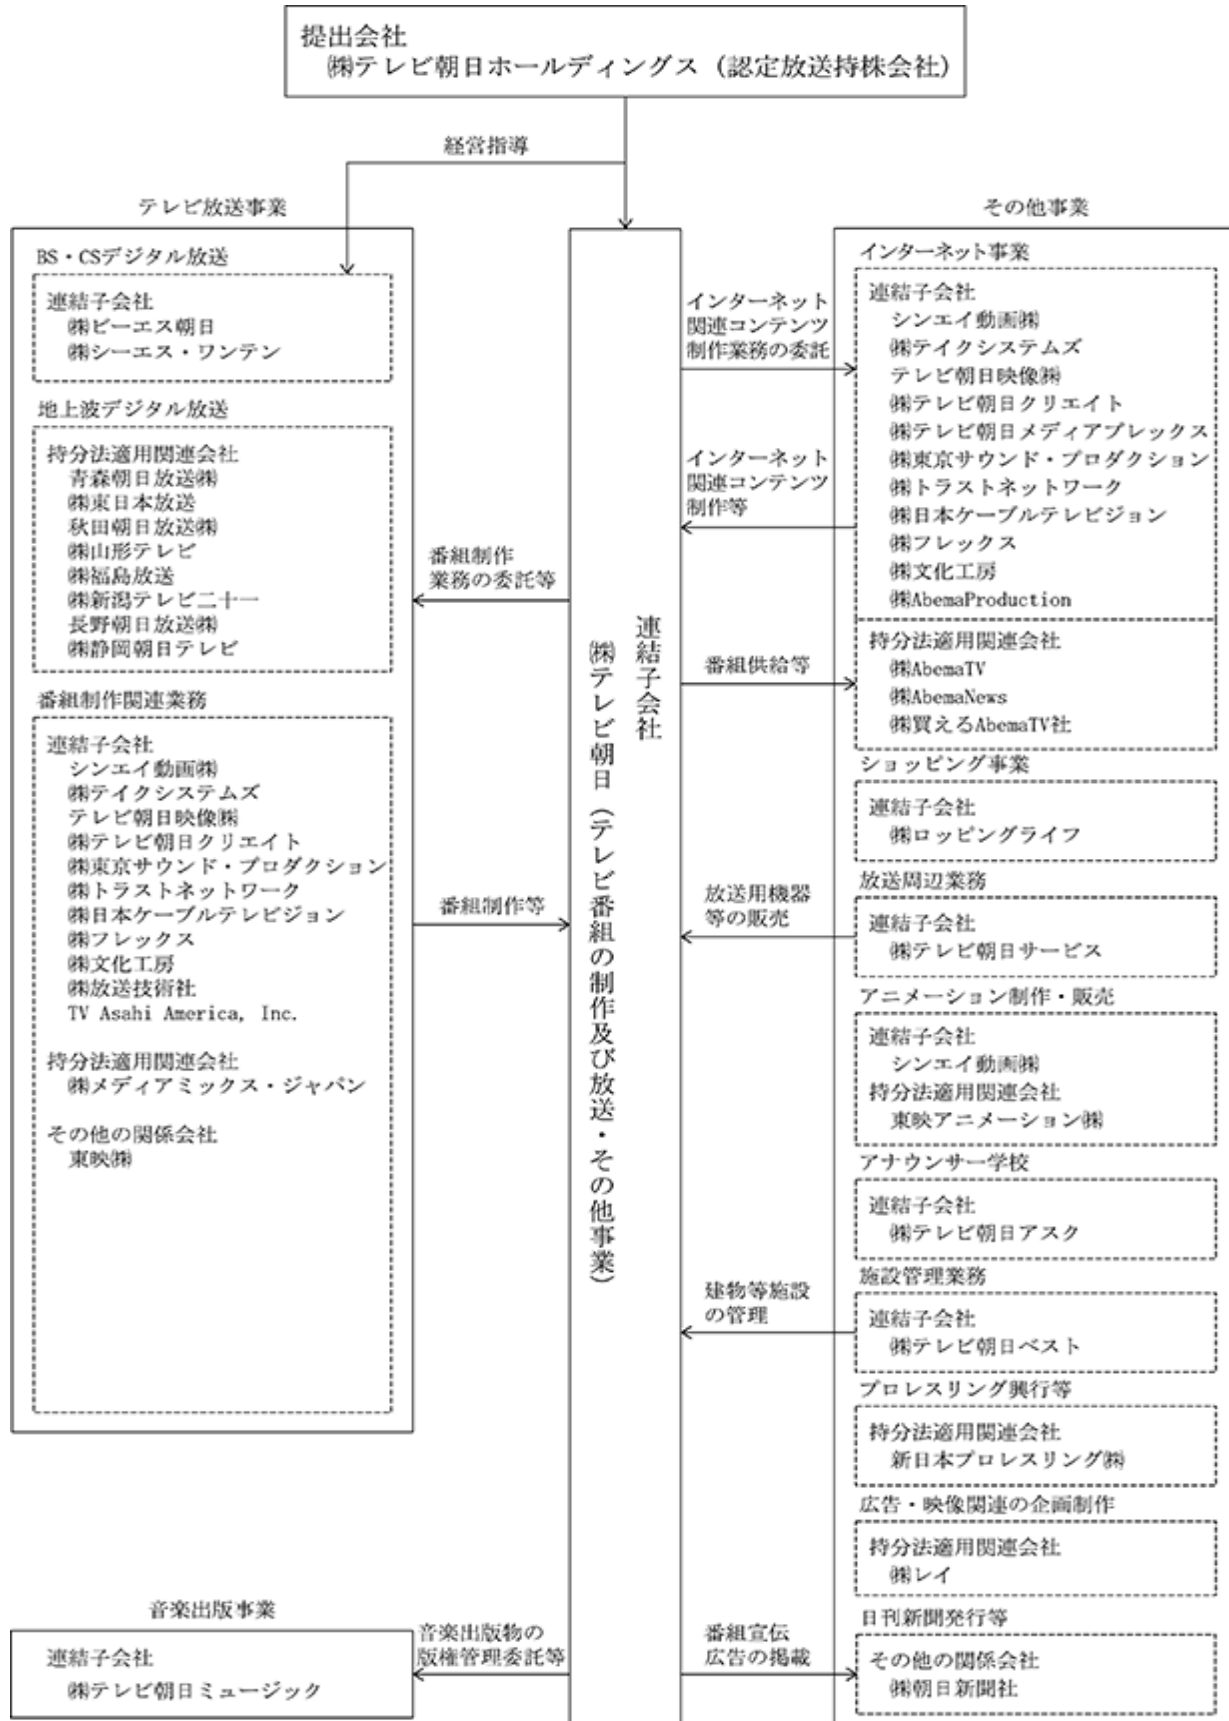 提出会社
㈱テレビ朝日ホールディングス（認定放送持株会社）
経営指導
テレビ放送事業
BS・CSデジタル放送
連結子会社
㈱ビーエス朝日
㈱シーエス・ワンテン
地上波デジタル放送
持分法適用関連会社
青森朝日放送㈱
㈱東日本放送
秋田朝日放送㈱
㈱山形テレビ
㈱福島放送
㈱新潟テレビ二十一
長野朝日放送㈱
㈱静岡朝日テレビ
番組制作関連業務
連結子会社
シンエイ動画㈱
㈱テイクシステムズ
テレビ朝日映像㈱
㈱テレビ朝日クリエイト
㈱東京サウンド・プロダクション
㈱トラストネットワーク
㈱日本ケーブルテレビジョン
㈱フレックス
㈱文化工房
㈱放送技術社
TV Asahi America, Inc.
持分法適用関連会社
㈱メディアミックス・ジャパン
その他の関係会社
東映㈱
音楽出版事業
連結子会社
㈱テレビ朝日ミュージック
番組制作
業務の委託等
番組制作等
音楽出版物の
版権管理委託等
連結子会社
㈱テレビ朝日（テレビ番組の制作及び放送・その他事業）
インターネット
関連コンテンツ
制作業務の委託
インターネット
関連コンテンツ
制作等
番組供給等
放送用機器
等の販売
建物等施設
の管理
番組宣伝
広告の掲載
その他事業
インターネット事業
連結子会社
シンエイ動画㈱
㈱テイクシステムズ
テレビ朝日映像㈱
㈱テレビ朝日クリエイト
㈱テレビ朝日メディアプレックス
㈱東京サウンド・プロダクション
㈱トラストネットワーク
㈱日本ケーブルテレビジョン
㈱フレックス
㈱文化工房
㈱AbemaProduction
持分法適用関連会社
㈱AbemaTV
㈱AbemaNews
㈱買えるAbemaTV社
ショッピング事業
連結子会社
㈱ロッピングライフ
放送周辺業務
連結子会社
㈱テレビ朝日サービス
アニメーション制作・販売
連結子会社
シンエイ動画㈱
持分法適用関連会社
東映アニメーション㈱
アナウンサー学校
連結子会社
㈱テレビ朝日アスク
施設管理業務
連結子会社
㈱テレビ朝日ベスト
プロレスリング興行等
持分法適用関連会社
新日本プロレスリング㈱
広告・映像関連の企画制作
持分法適用関連会社
㈱レイ
日刊新聞発行等
その他の関係会社
㈱朝日新聞社